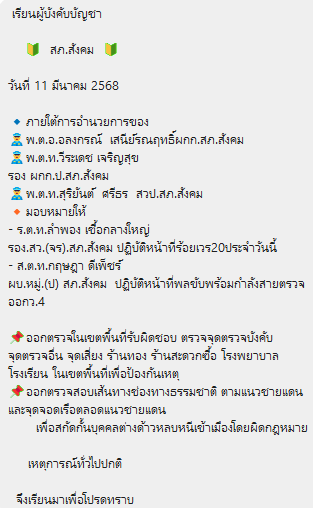 เรียนผู้บังคับบัญชา
🔰 สภ.สังคม 🔰
วันที่ 11 มีนาคม 2568
🔹ภายใต้การอำนวยการของ
👮พ.ต.อ.อลงกรณ์ เสนีย์รณฤทธิ์ผกก.สภ.สังคม
👮พ.ต.ท.วีระเดช เจริญสุข
รอง ผกก.ป.สภ.สังคม
👮พ.ต.ท.สุริยันต์ ศรีธร สวป.สภ.สังคม
🔸มอบหมายให้
- ร.ต.ท.ลำพอง เชื้อกลางใหญ่
รอง.สว.(จร).สภ.สังคม ปฏิบัติหน้าที่ร้อยเวร20ประจำวันนี้
- ส.ต.ท.กฤษฎา ดีเพ็ชร์
ผบ.หมู่.(ป) สภ.สังคม ปฏิบัติหน้าที่พลขับพร้อมกำลังสายตรวจ
ออกว.4
📌ออกตรวจในเขตพื้นที่รับผิดชอบ ตรวจจุดตรวจบังคับ
จุดตรวจอื่น จุดเสี่ยง ร้านทอง ร้านสะดวกซื้อ โรงพยาบาล
โรงเรียน ในเขตพื้นที่เพื่อป้องกันเหตุ
📌ออกตรวจสอบเส้นทางช่องทางธรรมชาติ ตามแนวชายแดน
และจุดจอดเรือตลอดแนวชายแดน
เพื่อสกัดกั้นบุคคลต่างด้าวหลบหนีเข้าเมืองโดยผิดกฎหมาย
เหตุการณ์ทั่วไปปกติ
จึงเรียนมาเพื่อโปรดทราบ